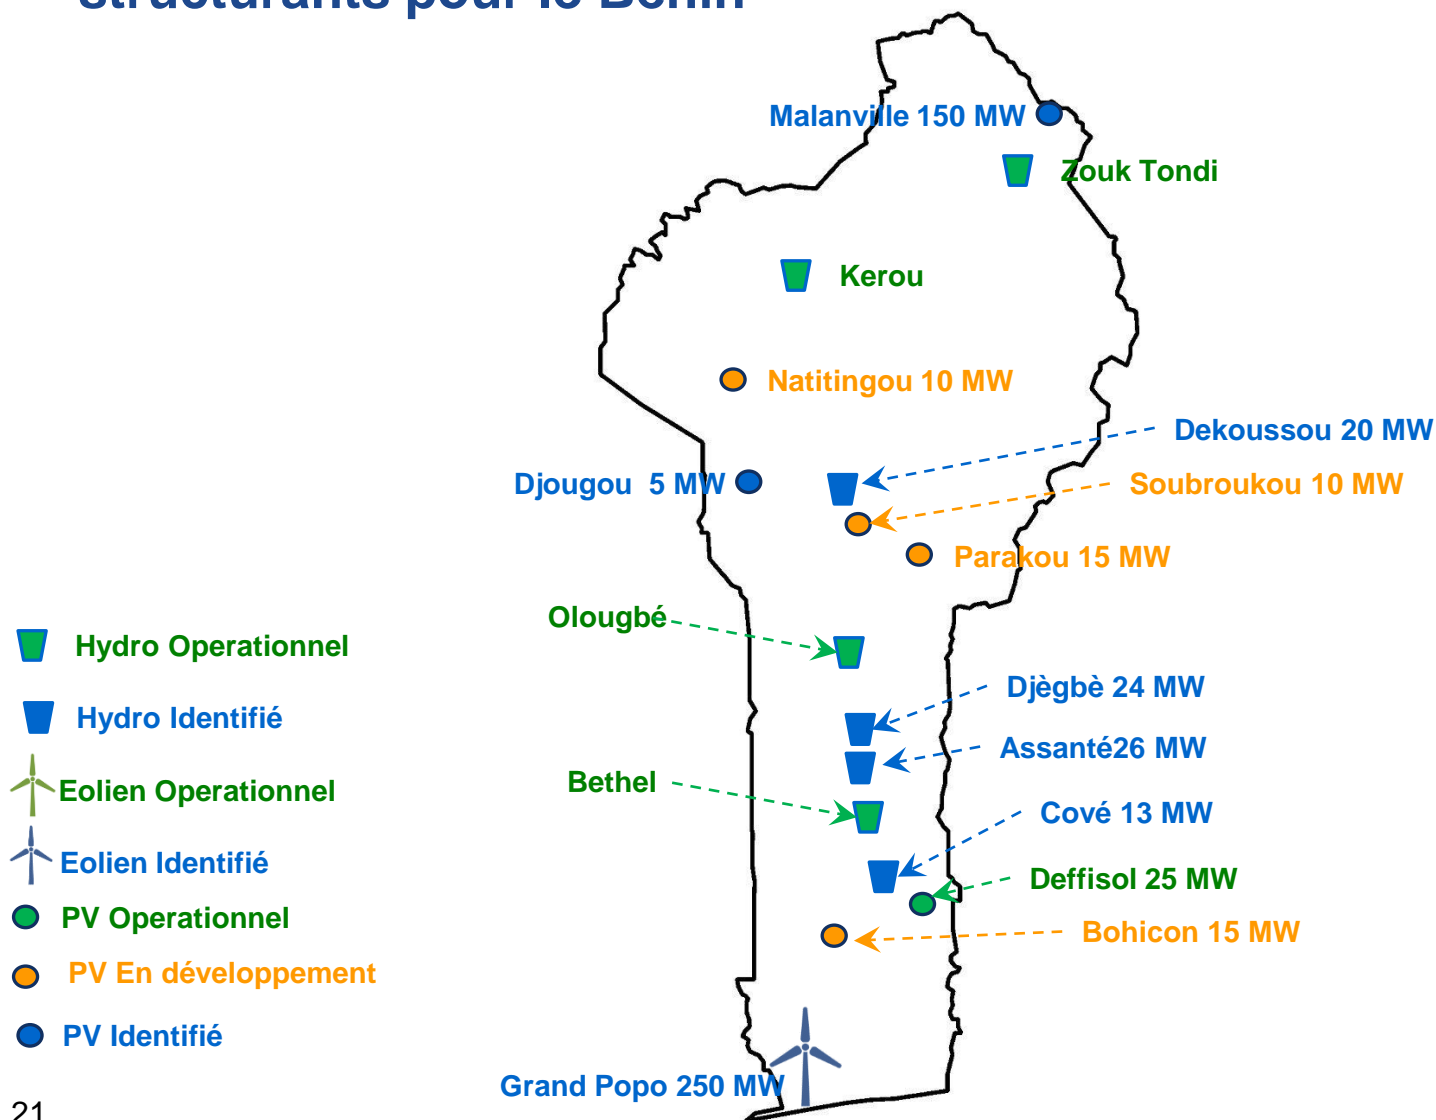 structurants pour le Bénin
Malanville 150 MW
Zouk Tondi
Kerou
Natitingou 10 MW
Dekoussou 20 MW
Djougou 5 MW
Soubroukou 10 MW
Parakou 15 MW
Olougbé
Hydro Operationnel
Djègbè 24 MW
Hydro Identifié
Assanté26 MW
Bethel
Eolien Operationnel
Cové 13 MW
Eolien Identifié
Deffisol 25 MW
PV Operationnel
Bohicon 15 MW
PV En développement
PV Identifié
Grand Popo 250 MW
21